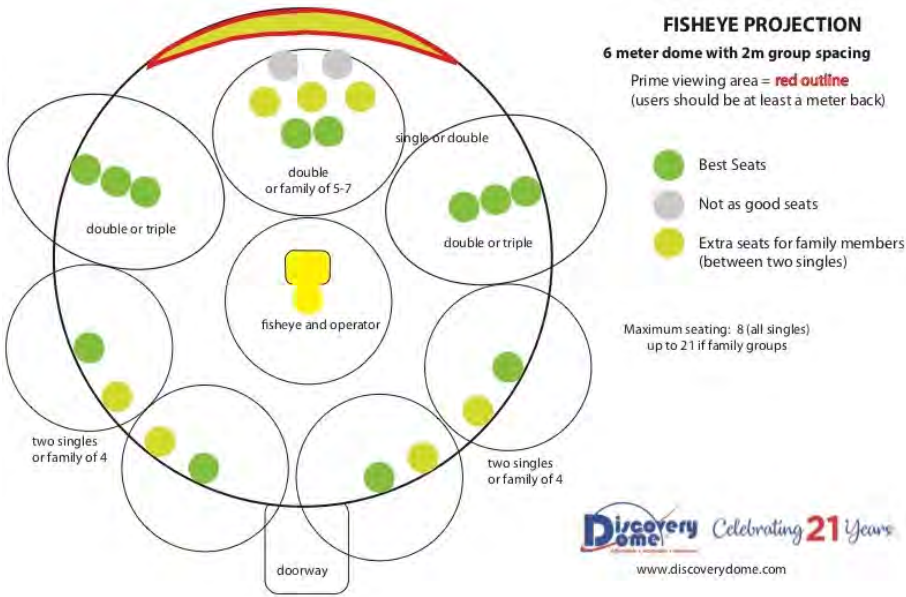 FISHEYE PROJECTION
6 meter dome with 2m group spacing
Prime viewing area = red outline
(users should be at least a meter back)
single or double
Best Seats
double
or family of 5-7
Not as good seats
double or triple
double or triple
Extra seats for family members
(between two singles)
fisheye and operator
Maximum seating: 8 (all singles)
up to 21 if family groups
two singles
or family of 4
two singles
or family of 4
Discovery
Dome
Celebrating 21 Years
www.discoverydome.com
doorway